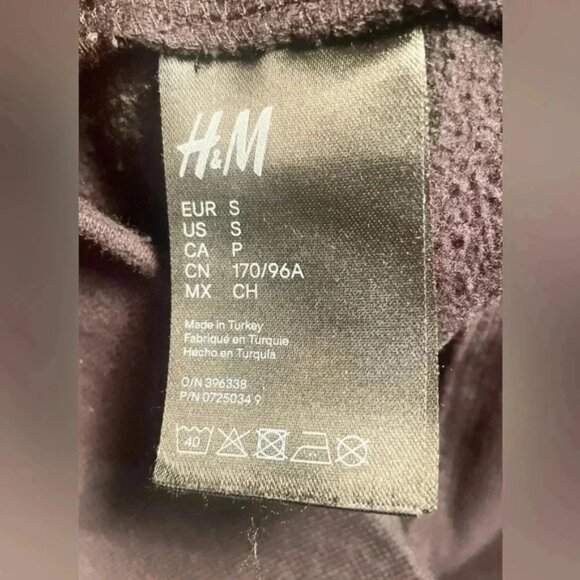 H&M
EUR S
US S
CA P
CN 170/96A
MX CH
Made in Turkey
Fabriqué en Turquie
Hecho en Turquía
O/N 396338
P/N 0725034 9
40